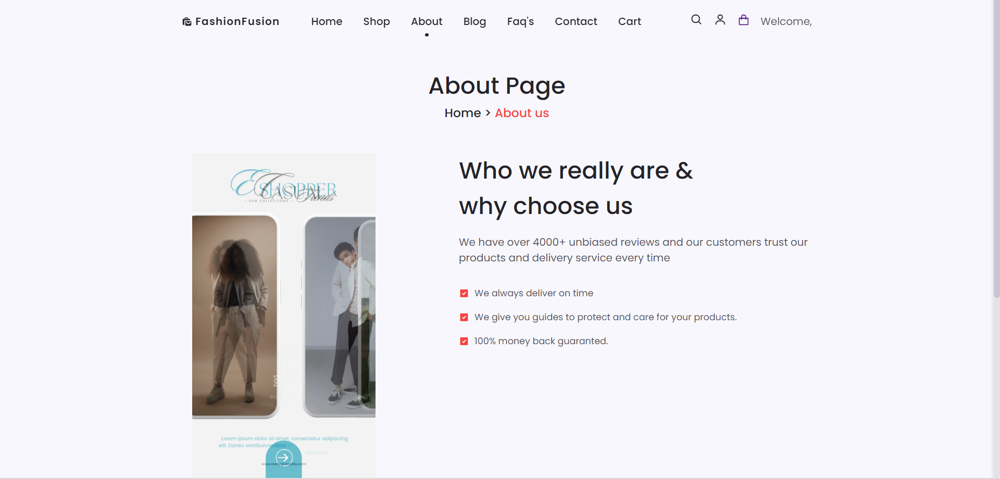 FashionFusion Home Shop About Blog Faq's Contact Cart Welcome,
About Page
Home > About us
SHOPPER
- OUR COLLECTIONS - Trends
Lorem ipsum dolor sit amet, consectetur adipiscing
elit. Donec vestibulum dolor in
faucibus.
www.reallygreatsite.com
Who we really are &
why choose us
We have over 4000+ unbiased reviews and our customers trust our
products and delivery service every time
We always deliver on time
We give you guides to protect and care for your products.
100% money back guaranted.